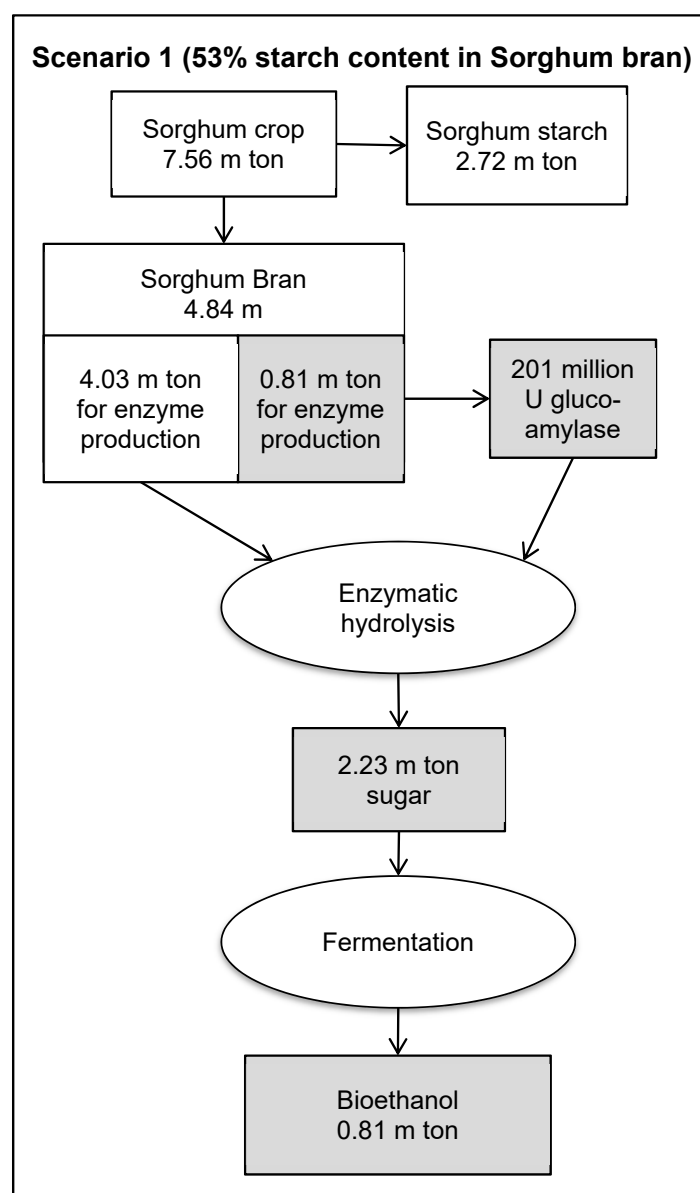 Scenario 1 (53% starch content in Sorghum bran)
Sorghum crop
7.56 m ton
Sorghum starch
2.72 m ton
Sorghum Bran
4.84 m
4.03 m ton
for enzyme
production
0.81 m ton
for enzyme
production
201 million
U gluco-
amylase
Enzymatic
hydrolysis
2.23 m ton
sugar
Fermentation
Bioethanol
0.81 m ton